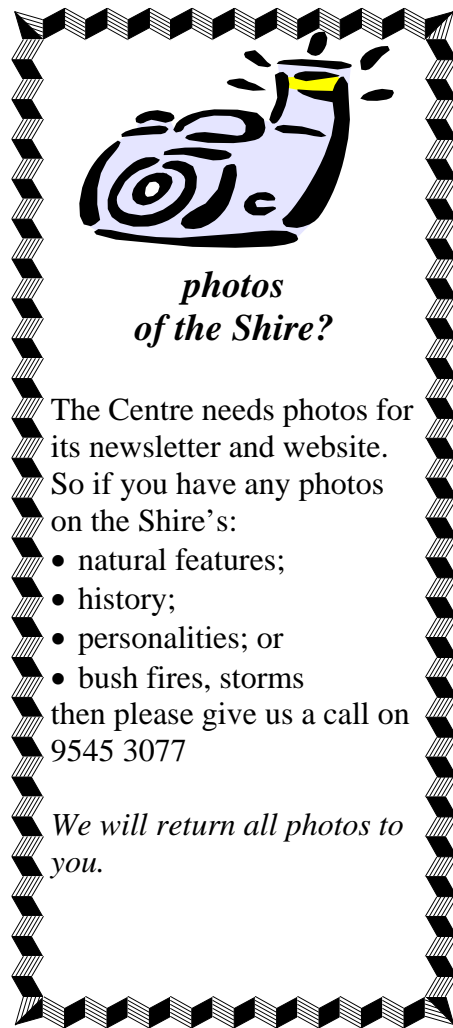 photos
of the Shire?
The Centre needs photos for
its newsletter and website.
So if you have any photos
on the Shire’s:
• natural features;
• history;
• personalities; or
• bush fires, storms
then please give us a call on
9545 3077
We will return all photos to
you.